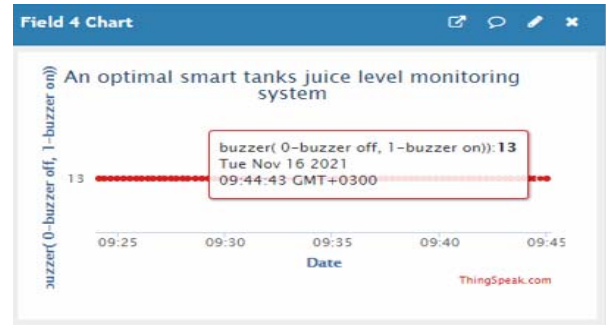 Field 4 Chart
An optimal smart tanks juice level monitoring
system
buzzer( 0-buzzer off, 1-buzzer on))
buzzer( 0-buzzer off, 1-buzzer on)):13
Tue Nov 16 2021
09:44:43 GMT+0300
13
09:25 09:30 09:35 09:40 09:45
Date
ThingSpeak.com